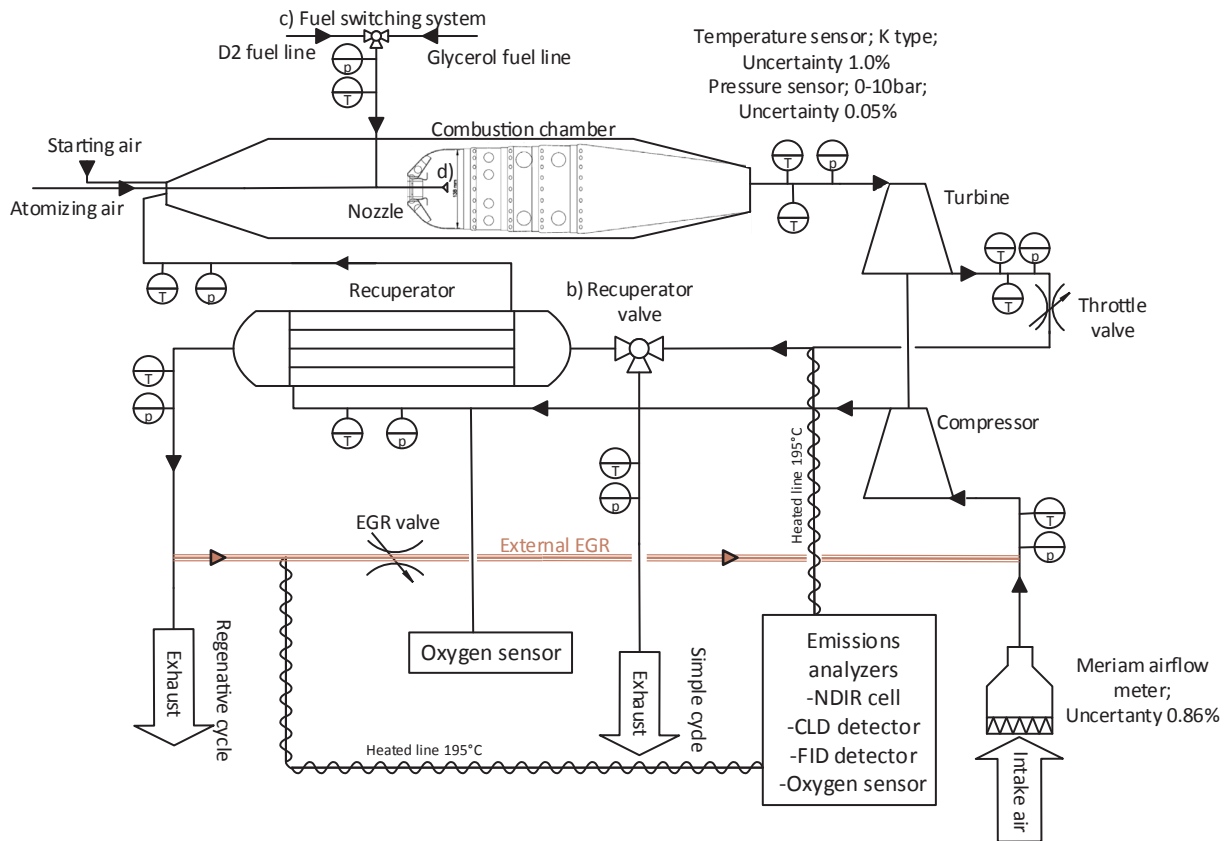 c) Fuel switching system
D2 fuel line
Glycerol fuel line
p
T
Temperature sensor; K type;
Uncertainty 1.0%
Pressure sensor; 0-10bar;
Uncertainty 0.05%
Combustion chamber
Starting air
Atomizing air
d)
Nozzle
138 mm
T
p
T
Turbine
T
p
T
Throttle
valve
T
p
Recuperator
b) Recuperator
valve
T
p
T
p
Compressor
T
p
Heated line 195°C
T
p
EGR valve
External EGR
Exhaust
Regenative cycle
Oxygen sensor
Exhaust
Simple cycle
Emissions
analyzers
-NDIR cell
-CLD detector
-FID detector
-Oxygen sensor
Meriam airflow
meter;
Uncertanty 0.86%
Heated line 195°C
Intake air